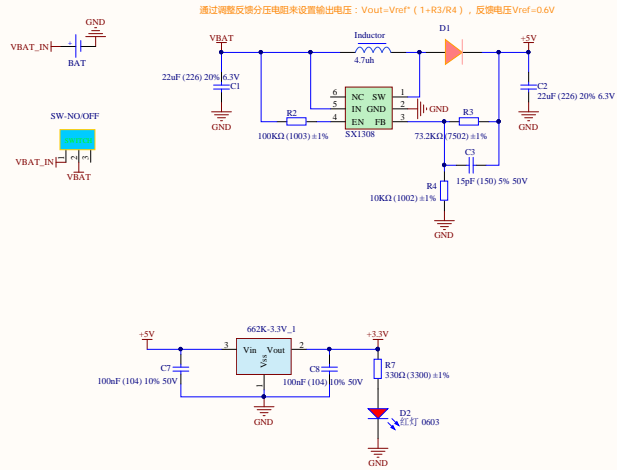 通过调整反馈分压电阻来设置输出电压：Vout=Vref*（1+R3/R4），反馈电压Vref=0.6V
GND
VBAT_IN
BAT
VBAT
Inductor
4.7uh
D1
+5V
22uF (226) 20% 6.3V
C1
GND
C2
22uF (226) 20% 6.3V
GND
6 NC SW 1
5 IN GND 2
4 EN FB 3
GND
SX1308
R2
100KΩ (1003) ±1%
R3
73.2KΩ (7502) ±1%
C3
15pF (150) 5% 50V
R4
10KΩ (1002) ±1%
GND
SW-NO/OFF
VBAT_IN
1 2 3
VBAT
+5V
662K-3.3V_1
3 Vin Vout 2
Vss
1
+3.3V
C7
100nF (104) 10% 50V
C8
100nF (104) 10% 50V
GND
R7
330Ω (3300) ±1%
D2
红灯 0603
GND